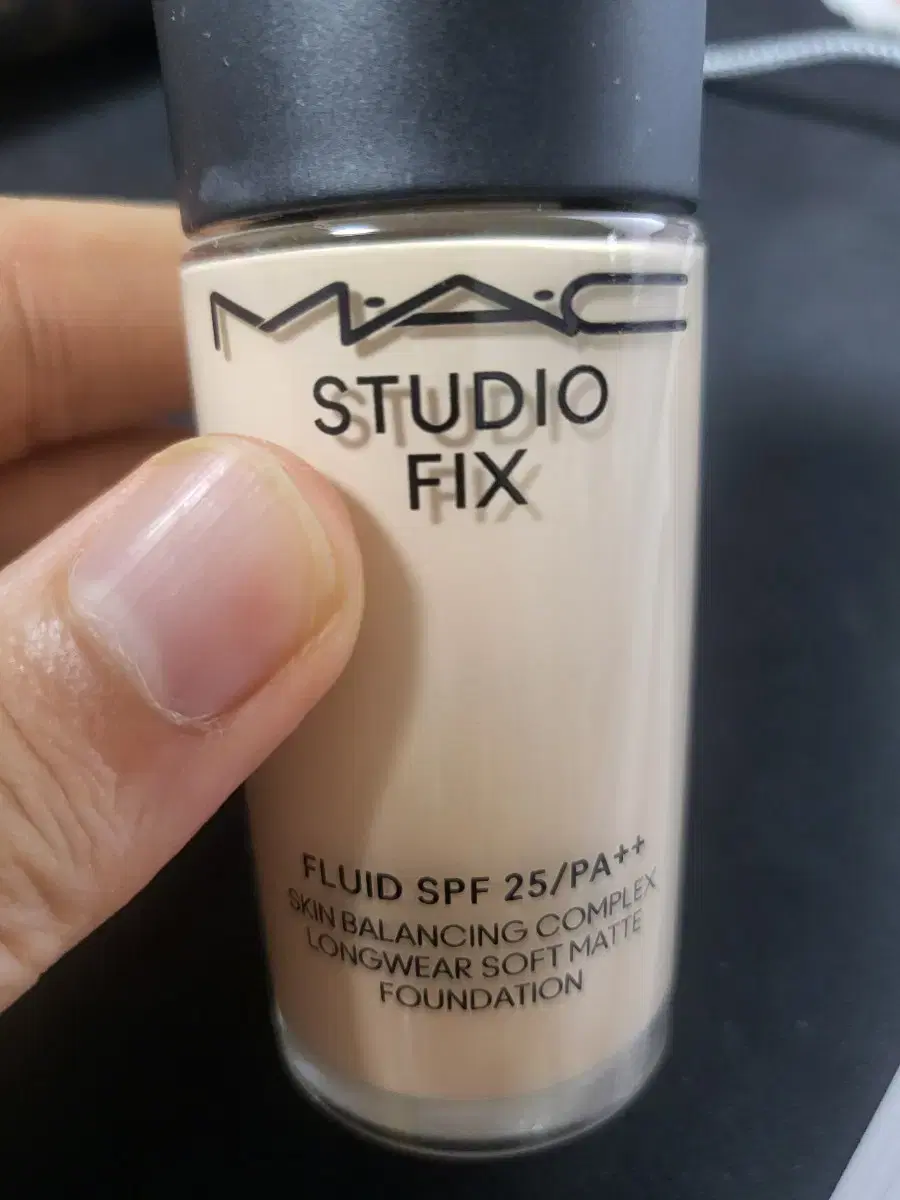 M·A·C
STUDIO
FIX
FLUID SPF 25/PA++
SKIN BALANCING COMPLEX
LONGWEAR SOFT MATTE
FOUNDATION